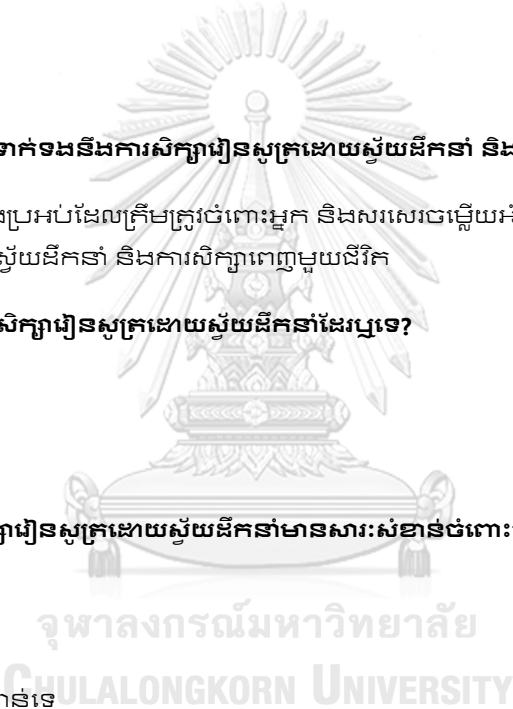 ទាក់ទងនឹងការសិក្សារៀនសូត្រដោយស្វ័យដឹកនាំ និង
ងប្រអប់ដែលត្រឹមត្រូវចំពោះអ្នក និងសរសេរចម្លើយអំ
ស្វ័យដឹកនាំ និងការសិក្សាពេញមួយជីវិត
សិក្សារៀនសូត្រដោយស្វ័យដឹកនាំដែរឬទេ?
រៀនសូត្រដោយស្វ័យដឹកនាំមានសារៈសំខាន់ចំពោះ
จุฬาลงกรณ์มหาวิทยาลัย
CHULALONGKORN UNIVERSITY
ខាន់ទេ